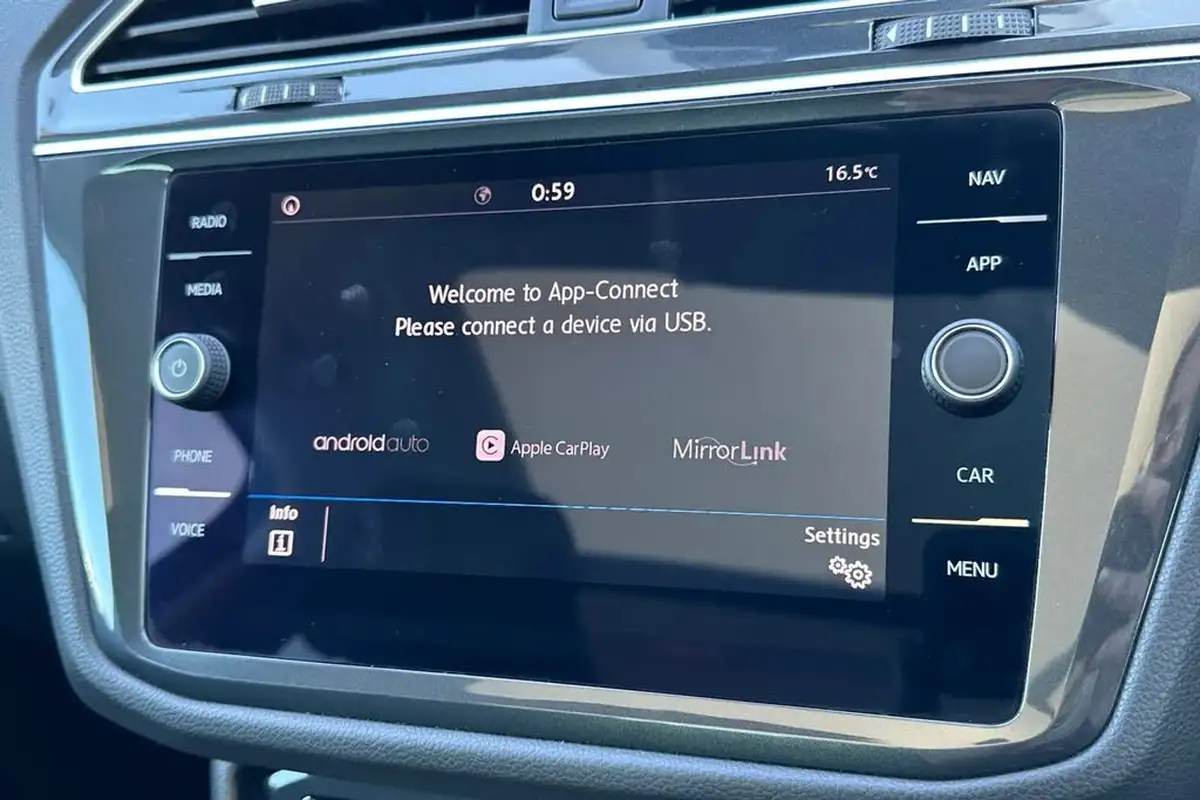 RADIO
MEDIA
PHONE
VOICE
0:59
16.5°C
Welcome to App-Connect
Please connect a device via USB.
androidauto
Apple CarPlay
MirrorLink
Info
i
Settings
NAV
APP
CAR
MENU